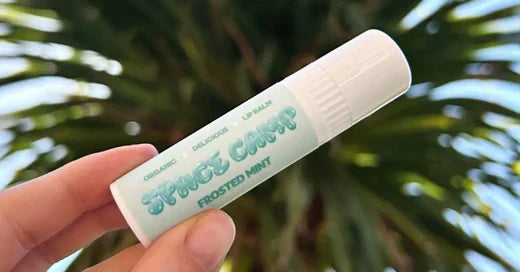 ORGANIC DELICIOUS LIP BALM
SPACE CAMP
FROSTED MINT